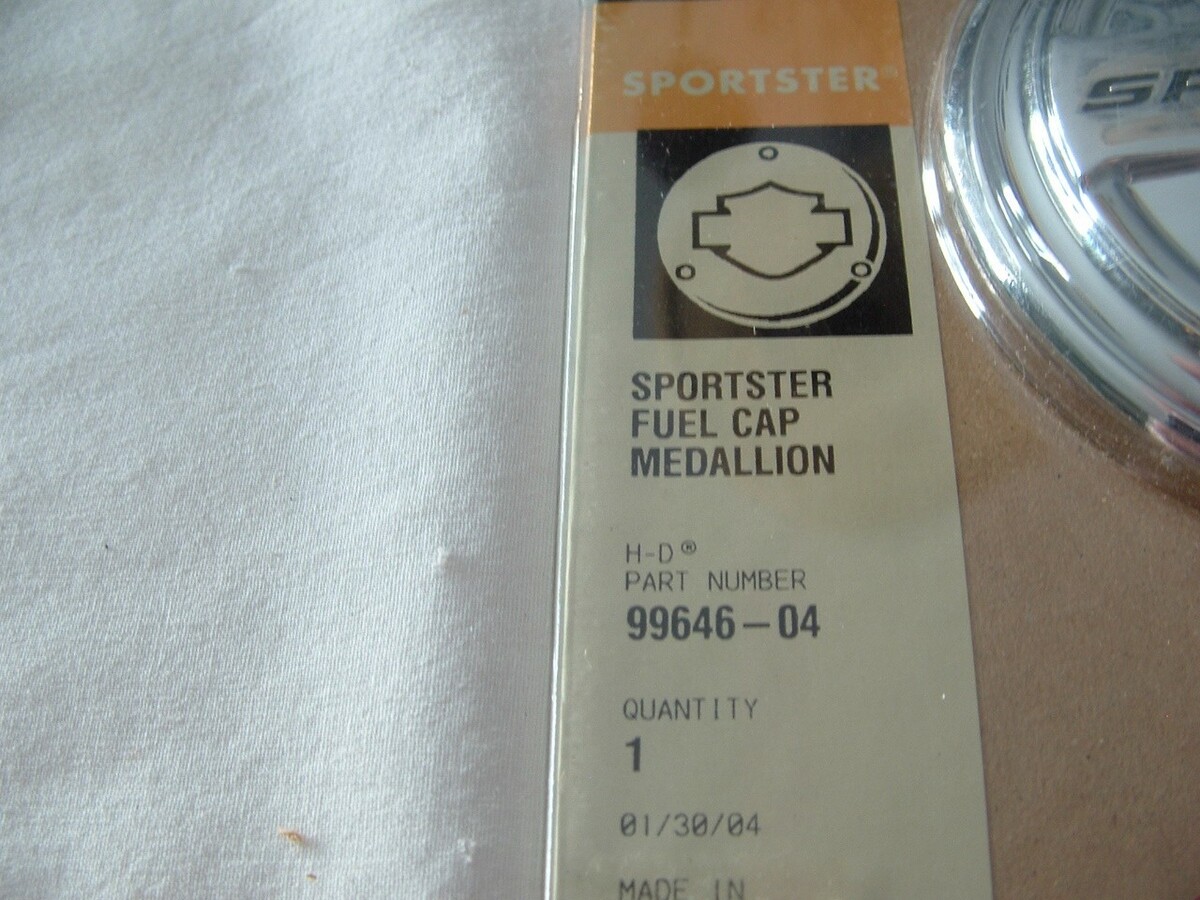 SPORTSTER®
SPORTSTER
FUEL CAP
MEDALLION
H-D®
PART NUMBER
99646-04
QUANTITY
1
01/30/04
MADE IN